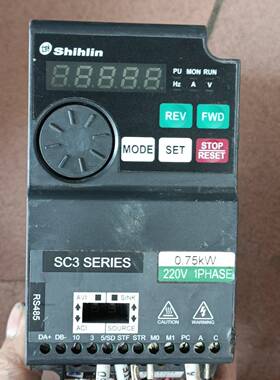 Shihlin
PU MON RUN
Hz A V
REV
FWD
MODE
SET
STOP
RESET
SC3 SERIES
0.75kW
220V 1PHASE
RS485
AVI
SINK
ACI
SOURCE
CAUTION
WARNING
DA+ DB- 10 3 5/SD STF STR M0 M1 PC A C